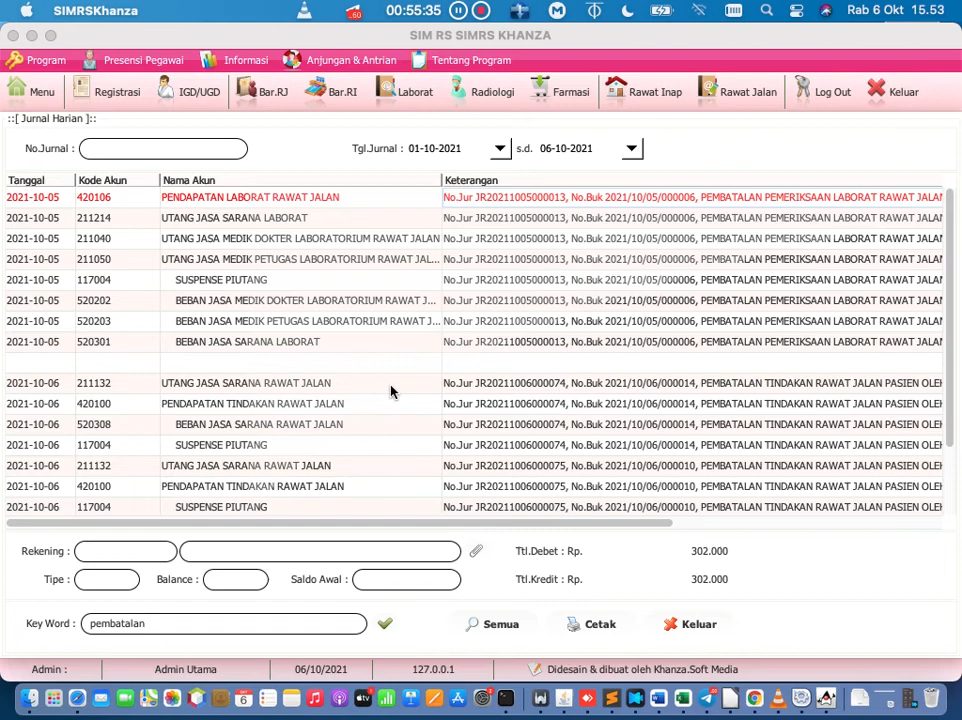 SIMRSKhanza 60 00:55:35 Rab 6 Okt 15.53
SIM RS SIMRS KHANZA
Program Presensi Pegawai Informasi Anjungan & Antrian Tentang Program
Menu Registrasi IGD/UGD Bar.RJ Bar.RI Laborat Radiologi Farmasi Rawat Inap Rawat Jalan Log Out Keluar
::[ Jurnal Harian ]::
No.Jurnal : Tgl.Jurnal : 01-10-2021 s.d. 06-10-2021
Tanggal Kode Akun Nama Akun Keterangan
2021-10-05 420106 PENDAPATAN LABORAT RAWAT JALAN No.Jur JR20211005000013, No.Buk 2021/10/05/000006, PEMBATALAN PEMERIKSAAN LABORAT RAWAT JALAN
2021-10-05 211214 UTANG JASA SARANA LABORAT No.Jur JR20211005000013, No.Buk 2021/10/05/000006, PEMBATALAN PEMERIKSAAN LABORAT RAWAT JALAN
2021-10-05 211040 UTANG JASA MEDIK DOKTER LABORATORIUM RAWAT JALAN No.Jur JR20211005000013, No.Buk 2021/10/05/000006, PEMBATALAN PEMERIKSAAN LABORAT RAWAT JALAN
2021-10-05 211050 UTANG JASA MEDIK PETUGAS LABORATORIUM RAWAT JAL... No.Jur JR20211005000013, No.Buk 2021/10/05/000006, PEMBATALAN PEMERIKSAAN LABORAT RAWAT JALAN
2021-10-05 117004 SUSPENSE PIUTANG No.Jur JR20211005000013, No.Buk 2021/10/05/000006, PEMBATALAN PEMERIKSAAN LABORAT RAWAT JALAN
2021-10-05 520202 BEBAN JASA MEDIK DOKTER LABORATORIUM RAWAT J... No.Jur JR20211005000013, No.Buk 2021/10/05/000006, PEMBATALAN PEMERIKSAAN LABORAT RAWAT JALAN
2021-10-05 520203 BEBAN JASA MEDIK PETUGAS LABORATORIUM RAWAT J... No.Jur JR20211005000013, No.Buk 2021/10/05/000006, PEMBATALAN PEMERIKSAAN LABORAT RAWAT JALAN
2021-10-05 520301 BEBAN JASA SARANA LABORAT No.Jur JR20211005000013, No.Buk 2021/10/05/000006, PEMBATALAN PEMERIKSAAN LABORAT RAWAT JALAN
2021-10-06 211132 UTANG JASA SARANA RAWAT JALAN No.Jur JR20211006000074, No.Buk 2021/10/06/000014, PEMBATALAN TINDAKAN RAWAT JALAN PASIEN OLEH
2021-10-06 420100 PENDAPATAN TINDAKAN RAWAT JALAN No.Jur JR20211006000074, No.Buk 2021/10/06/000014, PEMBATALAN TINDAKAN RAWAT JALAN PASIEN OLEH
2021-10-06 520308 BEBAN JASA SARANA RAWAT JALAN No.Jur JR20211006000074, No.Buk 2021/10/06/000014, PEMBATALAN TINDAKAN RAWAT JALAN PASIEN OLEH
2021-10-06 117004 SUSPENSE PIUTANG No.Jur JR20211006000074, No.Buk 2021/10/06/000014, PEMBATALAN TINDAKAN RAWAT JALAN PASIEN OLEH
2021-10-06 211132 UTANG JASA SARANA RAWAT JALAN No.Jur JR20211006000075, No.Buk 2021/10/06/000010, PEMBATALAN TINDAKAN RAWAT JALAN PASIEN OLEH
2021-10-06 420100 PENDAPATAN TINDAKAN RAWAT JALAN No.Jur JR20211006000075, No.Buk 2021/10/06/000010, PEMBATALAN TINDAKAN RAWAT JALAN PASIEN OLEH
2021-10-06 117004 SUSPENSE PIUTANG No.Jur JR20211006000075, No.Buk 2021/10/06/000010, PEMBATALAN TINDAKAN RAWAT JALAN PASIEN OLEH
Rekening : Ttl.Debet : Rp. 302.000
Tipe : Balance : Saldo Awal : Ttl.Kredit : Rp. 302.000
Key Word : pembatalan Semua Cetak Keluar
Admin : Admin Utama 06/10/2021 127.0.0.1 Didesain & dibuat oleh Khanza.Soft Media